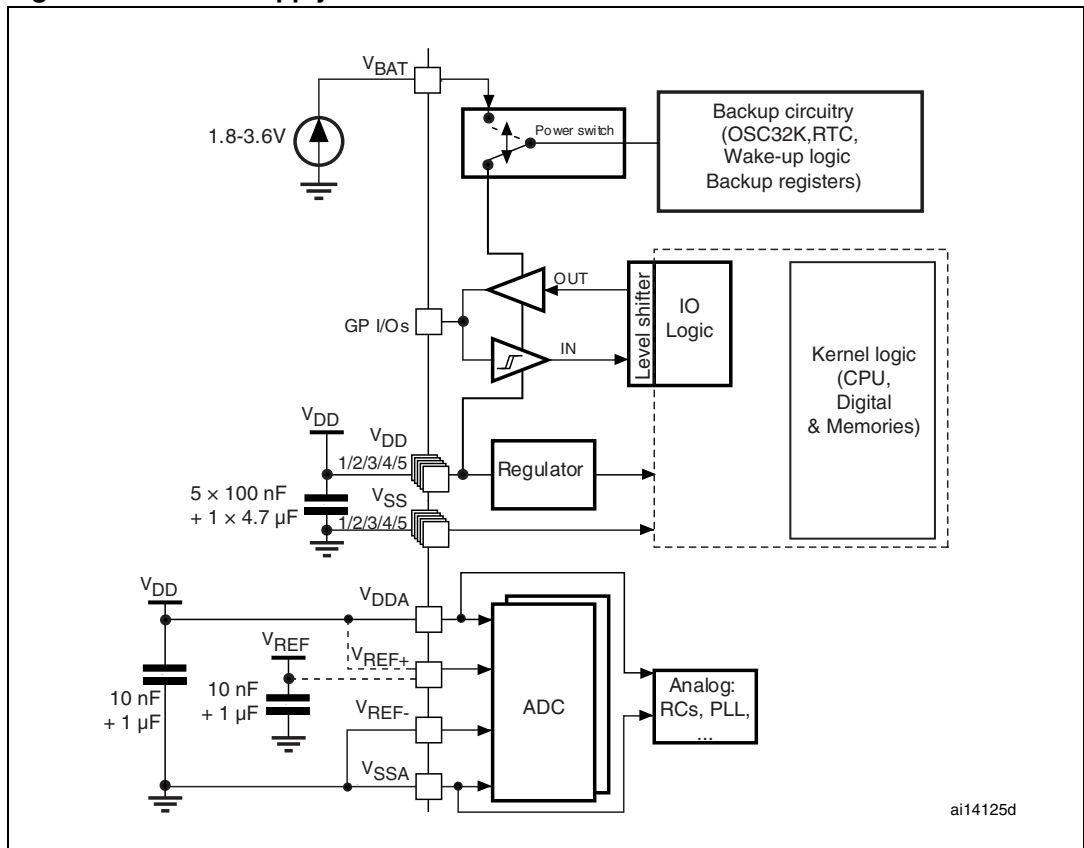 VBAT
1.8-3.6V
Power switch
Backup circuitry
(OSC32K,RTC,
Wake-up logic
Backup registers)
OUT
GP I/Os
IN
Level shifter
IO
Logic
Kernel logic
(CPU,
Digital
& Memories)
VDD
VDD
1/2/3/4/5
Regulator
5 × 100 nF
+ 1 × 4.7 µF
VSS
1/2/3/4/5
VDD
VDDA
VREF
VREF+
10 nF
+ 1 µF
10 nF
+ 1 µF
VREF-
VSSA
ADC
Analog:
RCs, PLL,
...
ai14125d